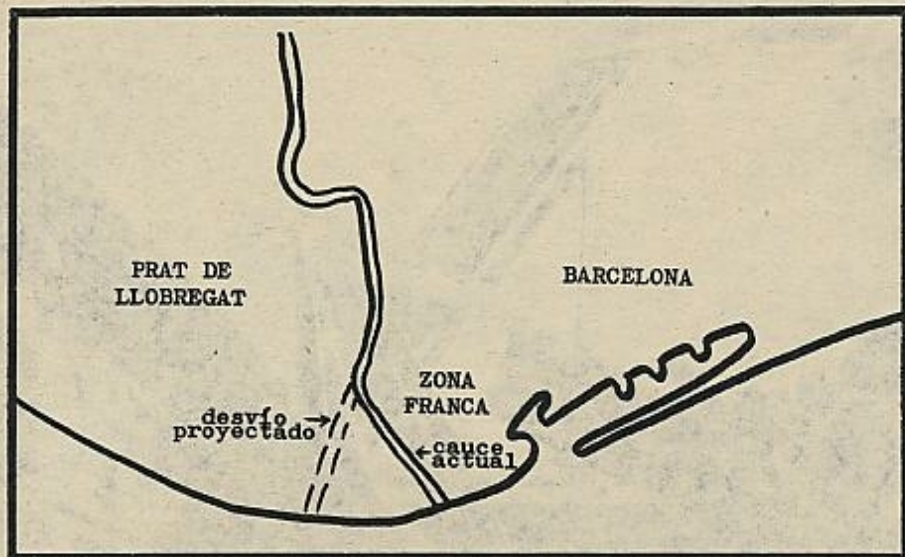 PRAT DE
LLOBREGAT
BARCELONA
ZONA
FRANCA
desvío
proyectado
cauce
actual